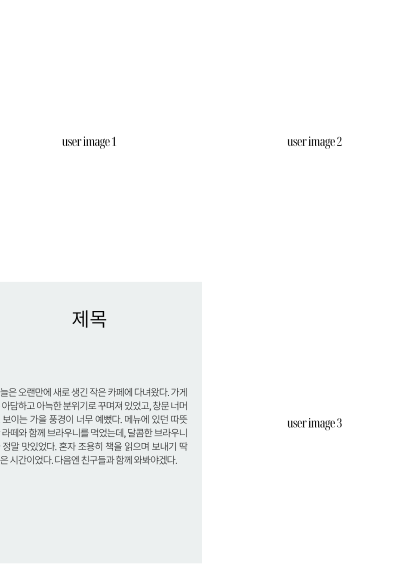 user image 1
user image 2
제목
늘은 오랜만에 새로 생긴 작은 카페에 다녀왔다. 가게
아담하고 아늑한 분위기로 꾸며져 있었고, 창문 너머
보이는 가을 풍경이 너무 예뻤다. 메뉴에 있던 따뜻
라떼와 함께 브라우니를 먹었는데, 달콤한 브라우니
정말 맛있었다. 혼자 조용히 책을 읽으며 보내기 딱
은 시간이었다. 다음엔 친구들과 함께 와봐야겠다.
user image 3